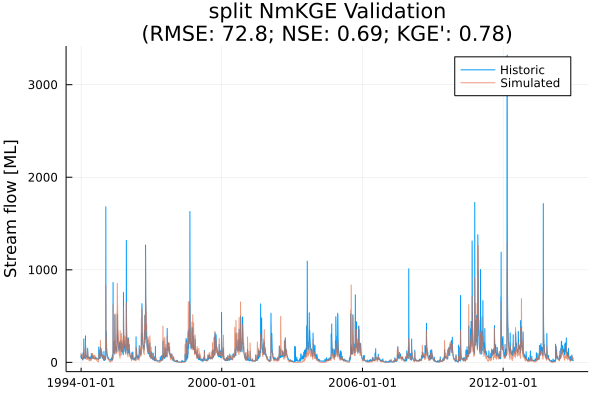 split NmKGE Validation
(RMSE: 72.8; NSE: 0.69; KGE': 0.78)
Historic
Simulated
Stream flow [ML]
3000
2000
1000
0
1994-01-01
2000-01-01
2006-01-01
2012-01-01